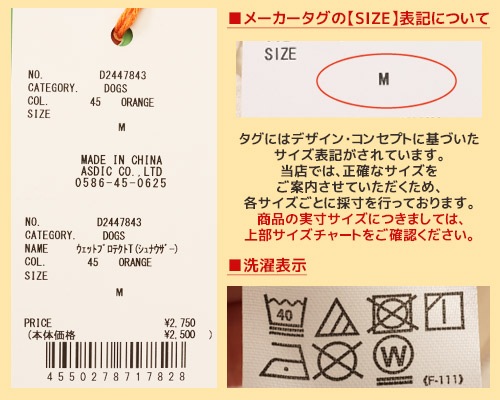 NO. D2447843
CATEGORY. DOGS
COL. 45 ORANGE
SIZE
M
MADE IN CHINA
ASDIC CO.,LTD
0586-45-0625
NO. D2447843
CATEGORY. DOGS
NAME ウェットプロテクトT(シュナウザー)
COL. 45 ORANGE
SIZE
M
PRICE ¥2,750
(本体価格 ¥2,500 )
4550278717828
■メーカータグの【SIZE】表記について
SIZE
M
タグにはデザイン・コンセプトに基づいた
サイズ表記がされています。
当店では、正確なサイズを
ご案内させていただくため、
各サイズごとに採寸を行っております。
商品の実寸サイズにつきましては、
上部サイズチャートをご確認ください。
■洗濯表示
40
W
《F-111》